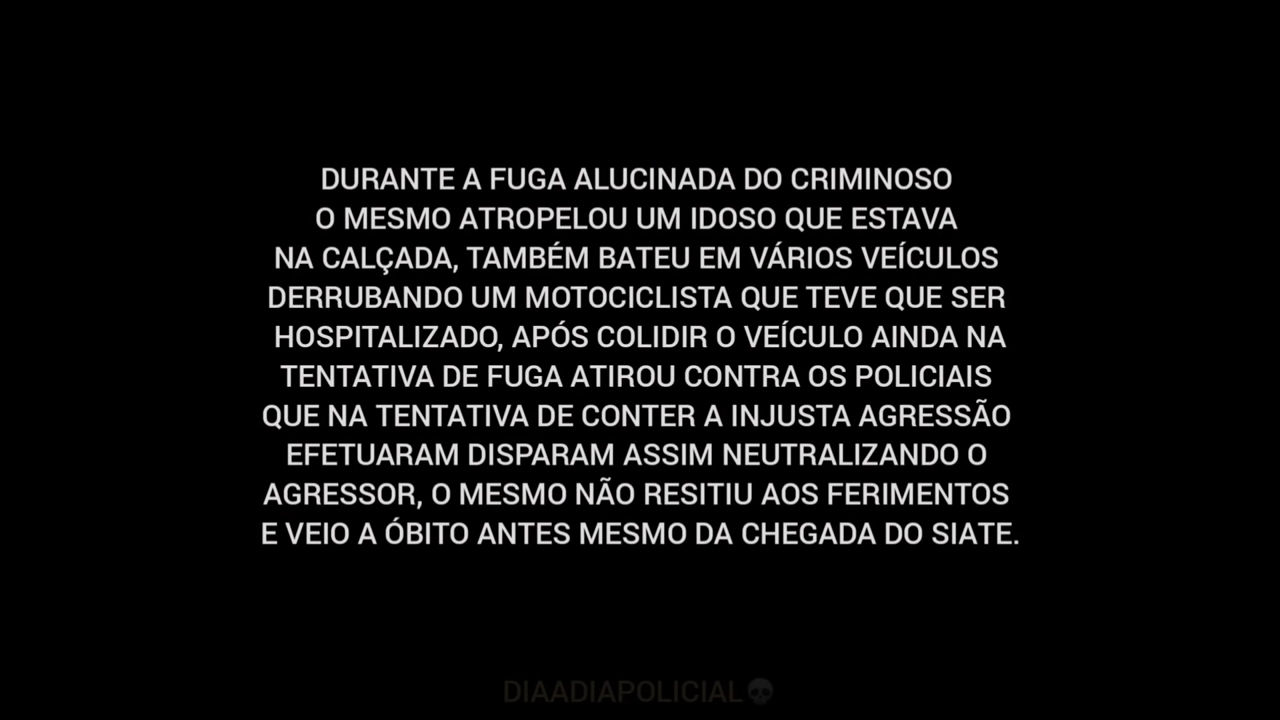 DURANTE A FUGA ALUCINADA DO CRIMINOSO
O MESMO ATROPELOU UM IDOSO QUE ESTAVA
NA CALÇADA, TAMBÉM BATEU EM VÁRIOS VEÍCULOS
DERRUBANDO UM MOTOCICLISTA QUE TEVE QUE SER
HOSPITALIZADO, APÓS COLIDIR O VEÍCULO AINDA NA
TENTATIVA DE FUGA ATIROU CONTRA OS POLICIAIS
QUE NA TENTATIVA DE CONTER A INJUSTA AGRESSÃO
EFETUARAM DISPARAM ASSIM NEUTRALIZANDO O
AGRESSOR, O MESMO NÃO RESITIU AOS FERIMENTOS
E VEIO A ÓBITO ANTES MESMO DA CHEGADA DO SIATE.
DIAADIAPOLICIAL💀